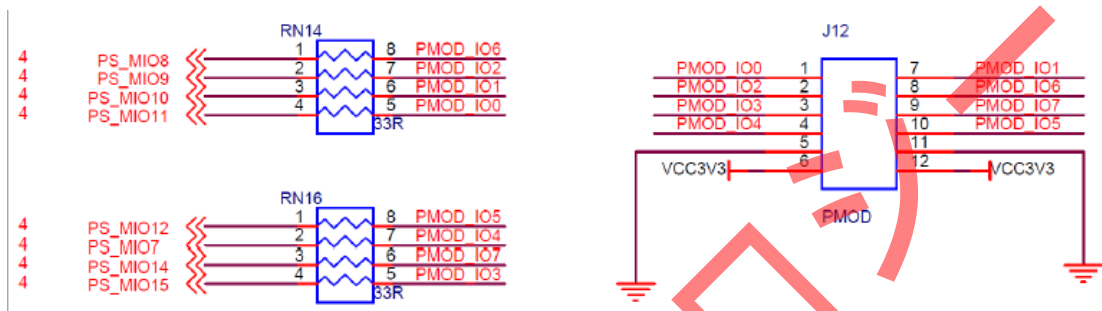 RN14
4 PS_MIO8 1 8 PMOD_IO6
4 PS_MIO9 2 7 PMOD_IO2
4 PS_MIO10 3 6 PMOD_IO1
4 PS_MIO11 4 5 PMOD_IO0
33R
RN16
4 PS_MIO12 1 8 PMOD_IO5
4 PS_MIO7 2 7 PMOD_IO4
4 PS_MIO14 3 6 PMOD_IO7
4 PS_MIO15 4 5 PMOD_IO3
33R
J12
PMOD_IO0 1 7 PMOD_IO1
PMOD_IO2 2 8 PMOD_IO6
PMOD_IO3 3 9 PMOD_IO7
PMOD_IO4 4 10 PMOD_IO5
5 11
VCC3V3 6 12 VCC3V3
PMOD